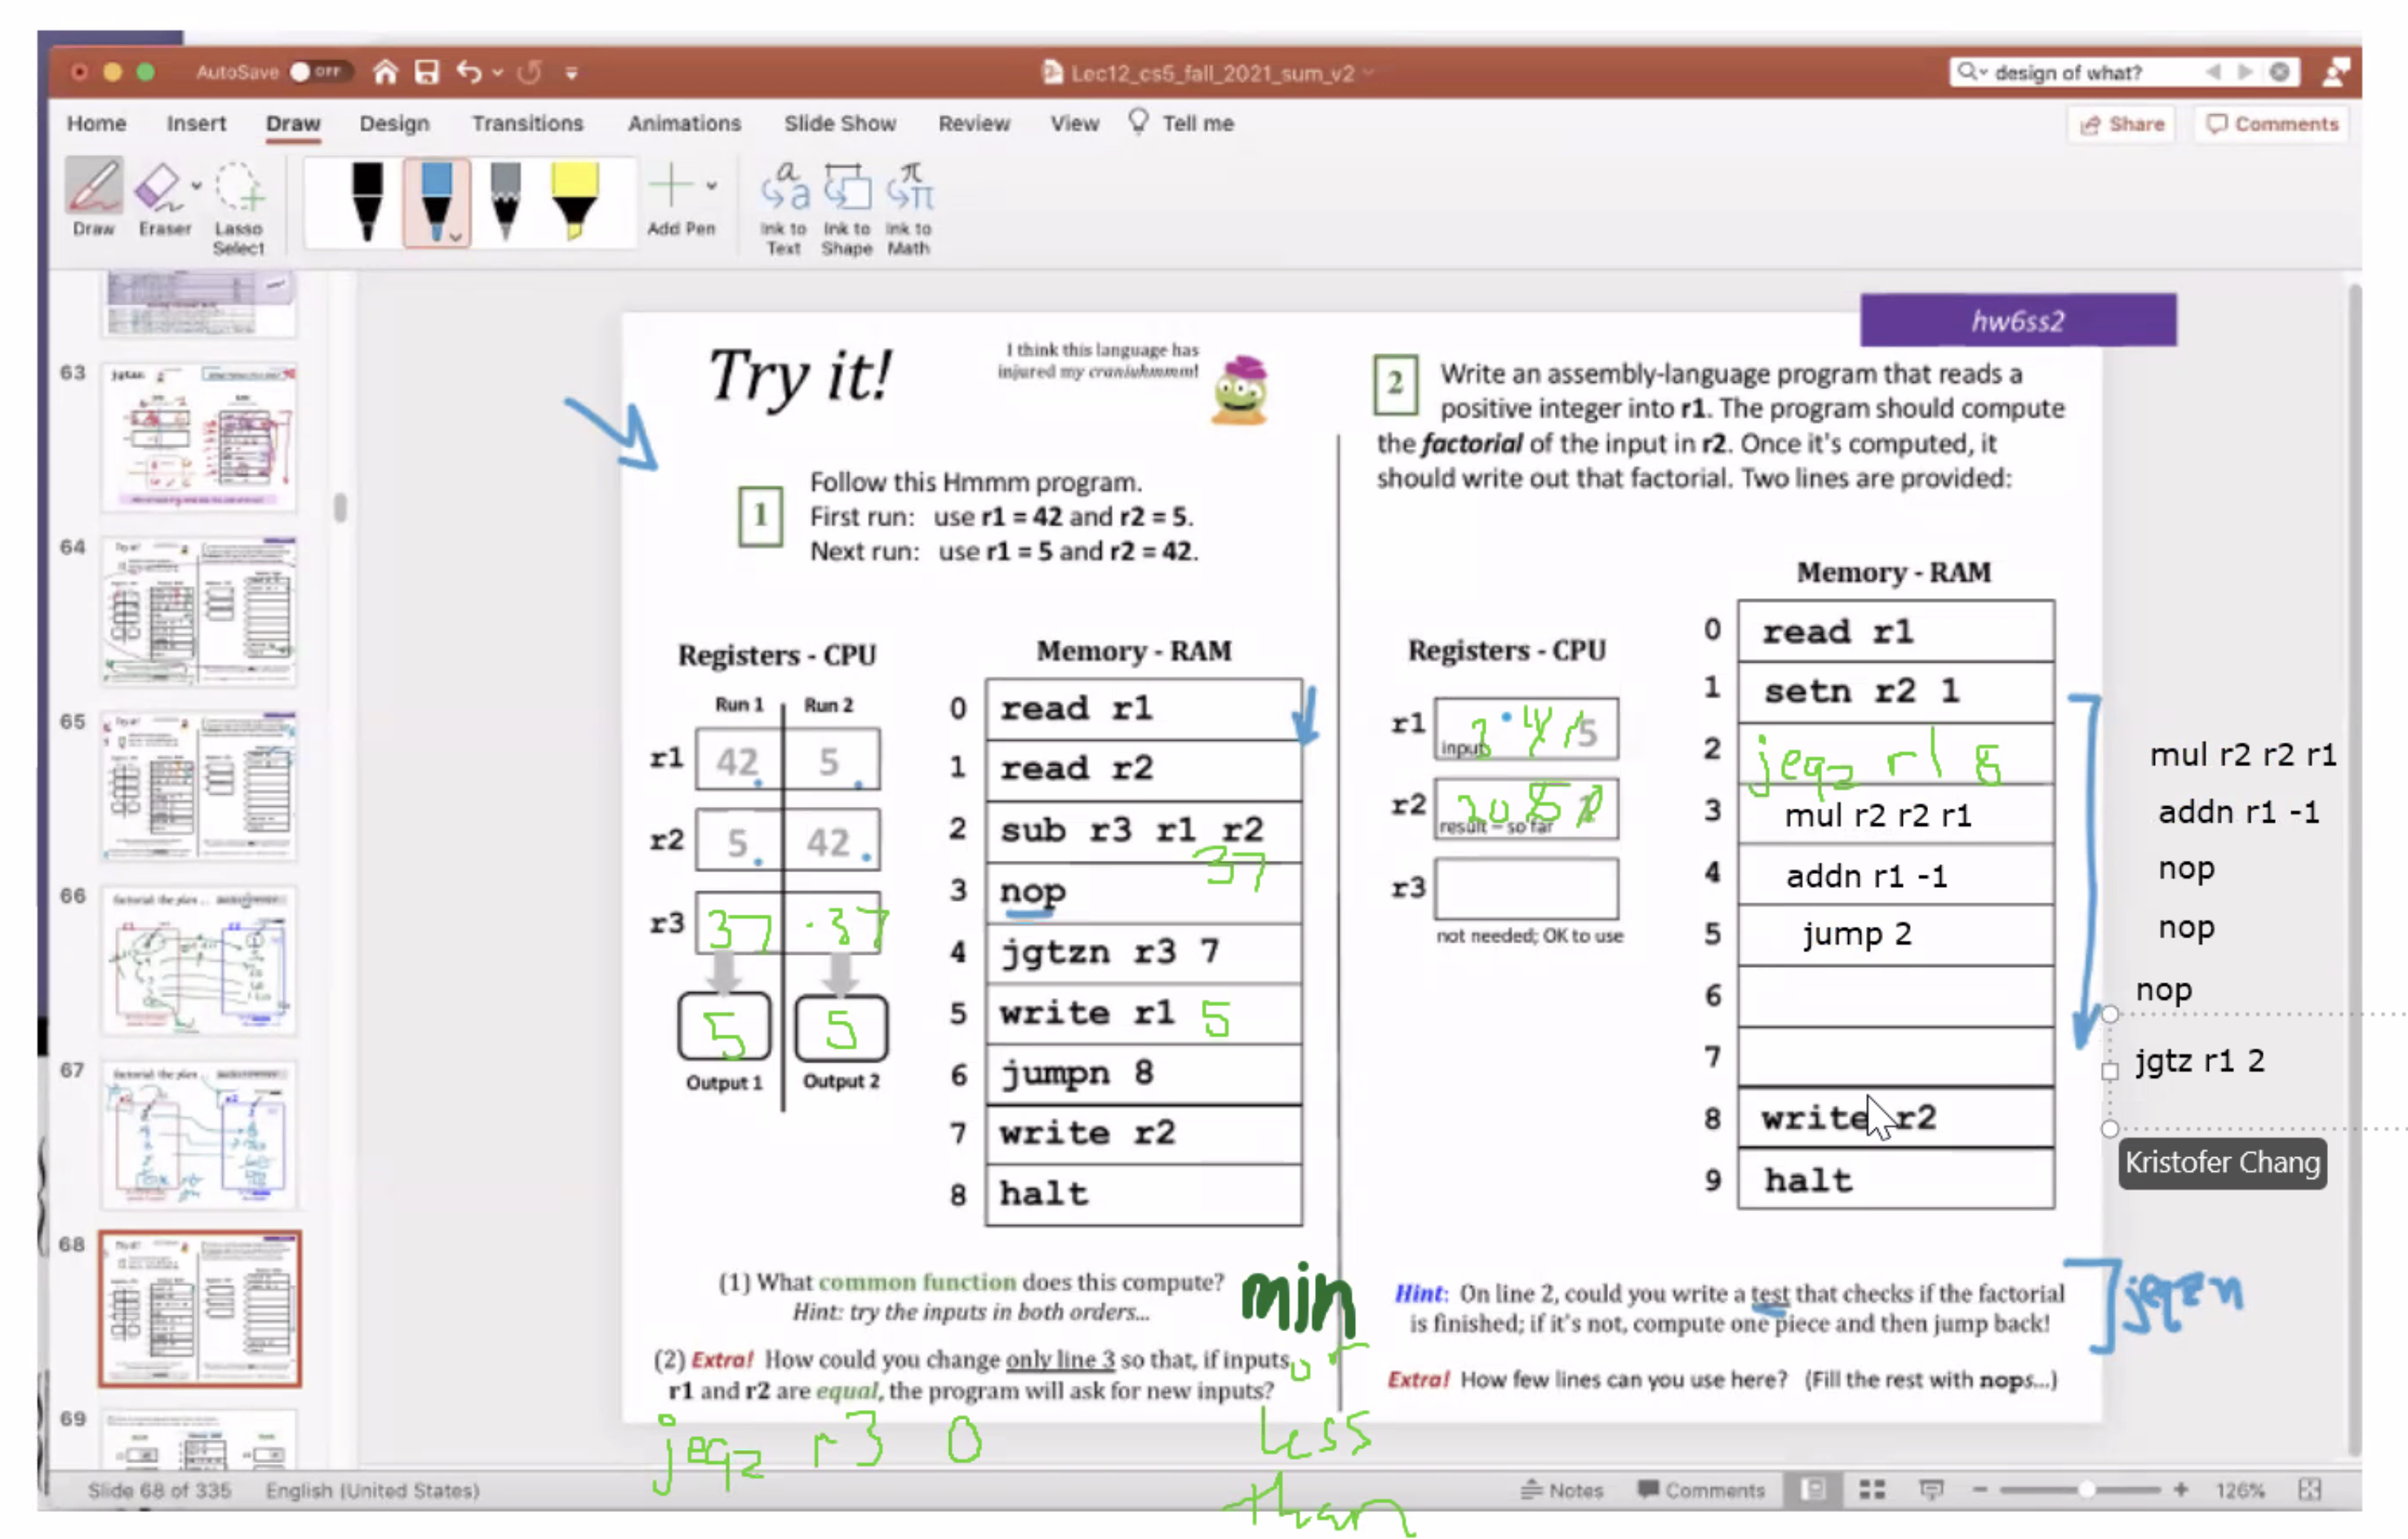 AutoSave OFF
Lec12_cs5_fall_2021_sum_v2
design of what?
Home Insert Draw Design Transitions Animations Slide Show Review View Tell me
Share Comments
Draw Eraser Lasso Select
Add Pen
Ink to Text Ink to Shape Ink to Math
63
64
65
66
67
68
69
hw6ss2
Try it!
I think this language has
injured my craniuhmmm!
1
Follow this Hmmm program.
First run: use r1 = 42 and r2 = 5.
Next run: use r1 = 5 and r2 = 42.
Registers - CPU
Run 1 Run 2
r1 42 5
r2 5 42
r3 37 -37
5 5
Output 1 Output 2
Memory - RAM
0 read r1
1 read r2
2 sub r3 r1 r2
37
3 nop
4 jgtzn r3 7
5 write r1 5
6 jumpn 8
7 write r2
8 halt
(1) What common function does this compute?
Hint: try the inputs in both orders...
min
or
less
than
(2) Extra! How could you change only line 3 so that, if inputs
r1 and r2 are equal, the program will ask for new inputs?
jeqz r3 0
2
Write an assembly-language program that reads a
positive integer into r1. The program should compute
the factorial of the input in r2. Once it's computed, it
should write out that factorial. Two lines are provided:
Registers - CPU
r1 3 4 5
input
r2 20 5
result – so far
r3
not needed; OK to use
Memory - RAM
0 read r1
1 setn r2 1
2 jeqz r1 8
3 mul r2 r2 r1
4 addn r1 -1
5 jump 2
6
7
8 write r2
9 halt
mul r2 r2 r1
addn r1 -1
nop
nop
nop
jgtz r1 2
Kristofer Chang
Hint: On line 2, could you write a test that checks if the factorial
is finished; if it's not, compute one piece and then jump back!
jeqzn
Extra! How few lines can you use here? (Fill the rest with nops...)
Slide 68 of 335 English (United States)
Notes Comments 126%